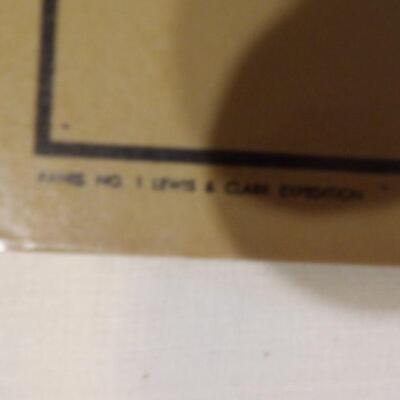 NO. 1 LEWIS & CLARK EXPEDITION